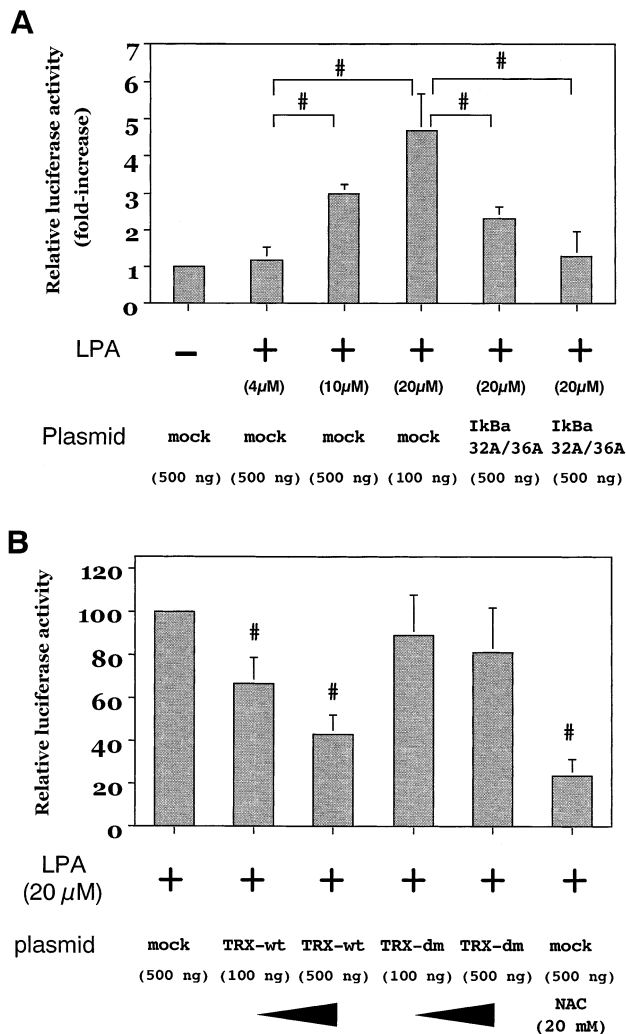 A
Relative luciferase activity
(fold-increase)
7
6
5
4
3
2
1
0
# # # #
LPA − + + + + +
(4µM) (10µM) (20µM) (20µM) (20µM)
Plasmid mock mock mock mock IkBa 32A/36A IkBa 32A/36A
(500 ng) (500 ng) (500 ng) (100 ng) (500 ng) (500 ng)
B
Relative luciferase activity
120
100
80
60
40
20
0
# # #
LPA
(20 µM) + + + + + +
plasmid mock TRX-wt TRX-wt TRX-dm TRX-dm mock
(500 ng) (100 ng) (500 ng) (100 ng) (500 ng) (500 ng)
NAC
(20 mM)